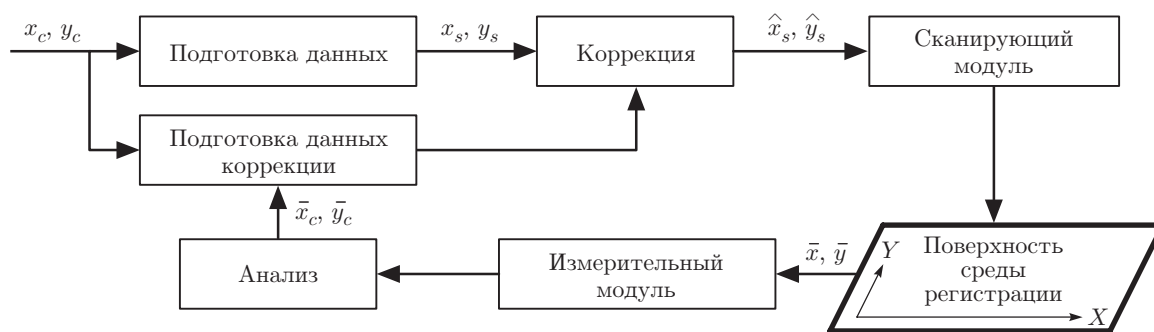 x_c, y_c
Подготовка данных
x_s, y_s
Коррекция
x̂_s, ŷ_s
Сканирующий
модуль
Подготовка данных
коррекции
x̄_c, ȳ_c
Анализ
Измерительный
модуль
x̄, ȳ
Y
Поверхность
среды
регистрации
X